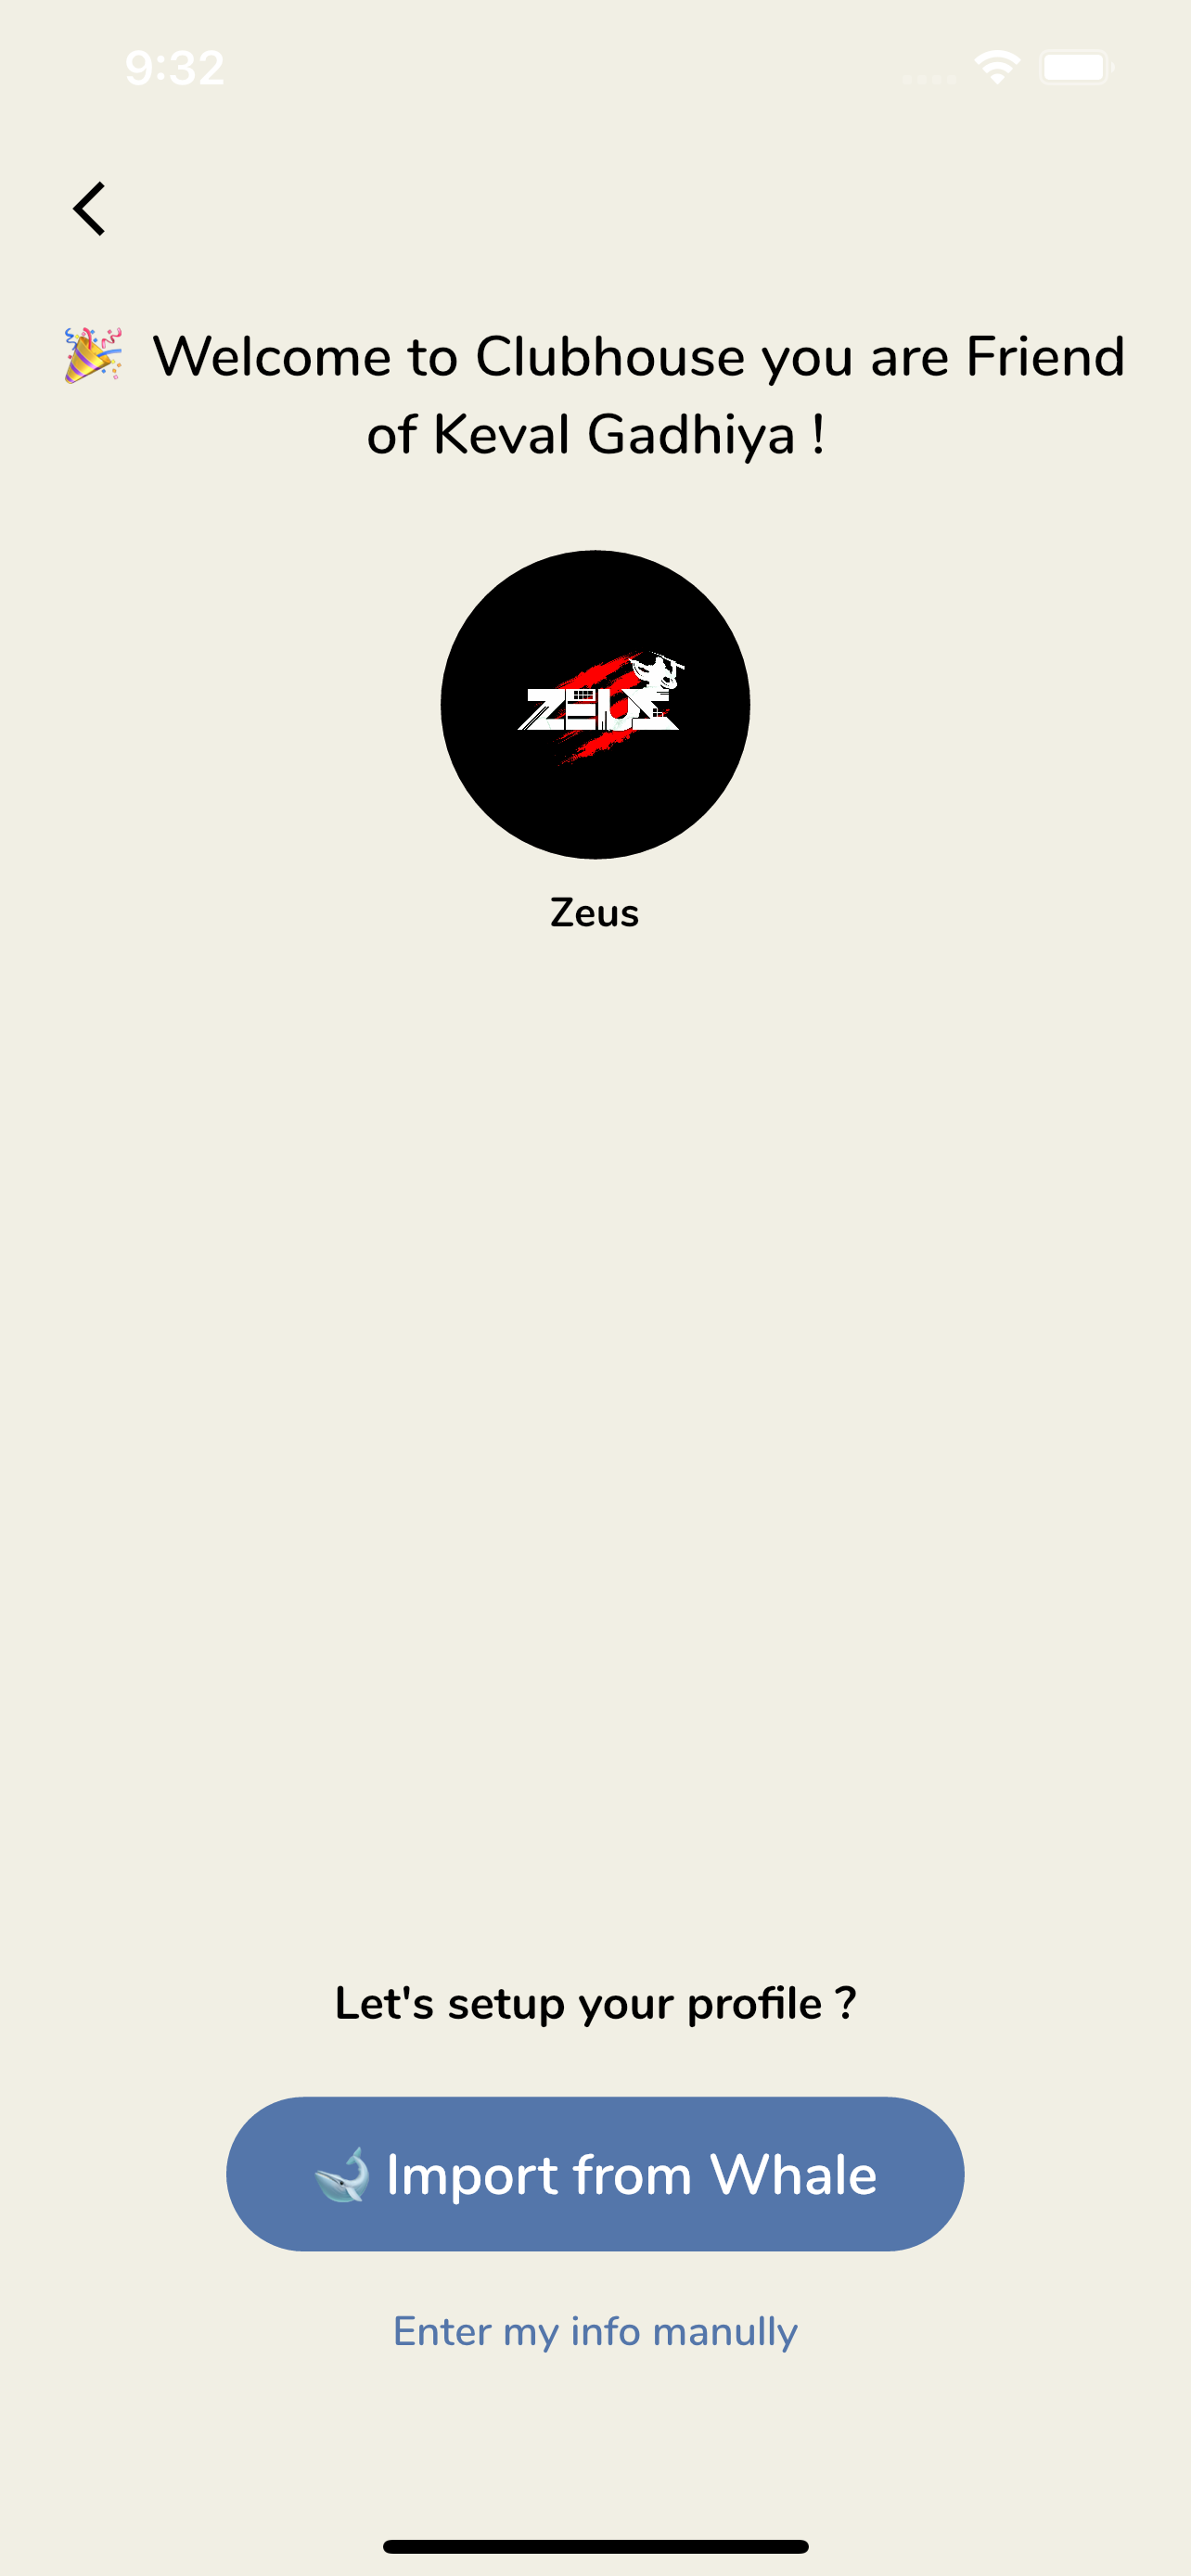 9:32
🎉 Welcome to Clubhouse you are Friend
of Keval Gadhiya !
ZEUS
Zeus
Let's setup your profile ?
🐋 Import from Whale
Enter my info manully